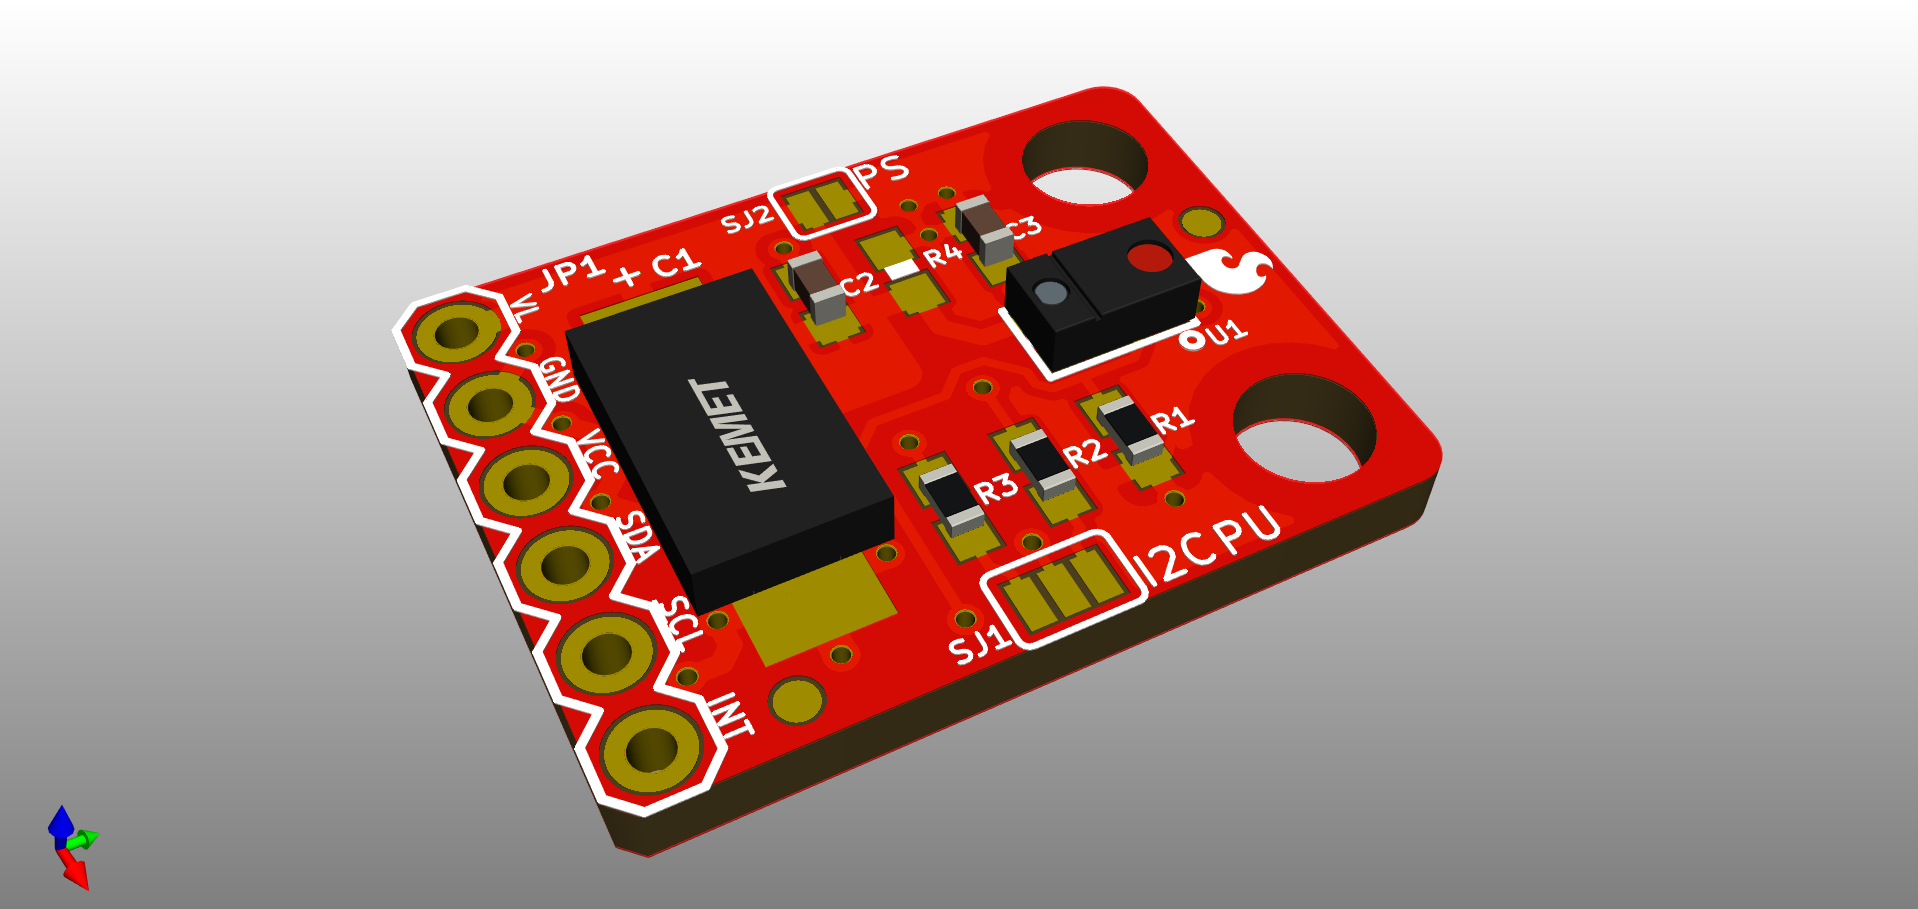 PS
SJ2
C3
JP1
+ C1
R4
C2
VL
U1
GND
KEMET
VCC
R1
R2
R3
SDA
I2C PU
SCL
SJ1
INT